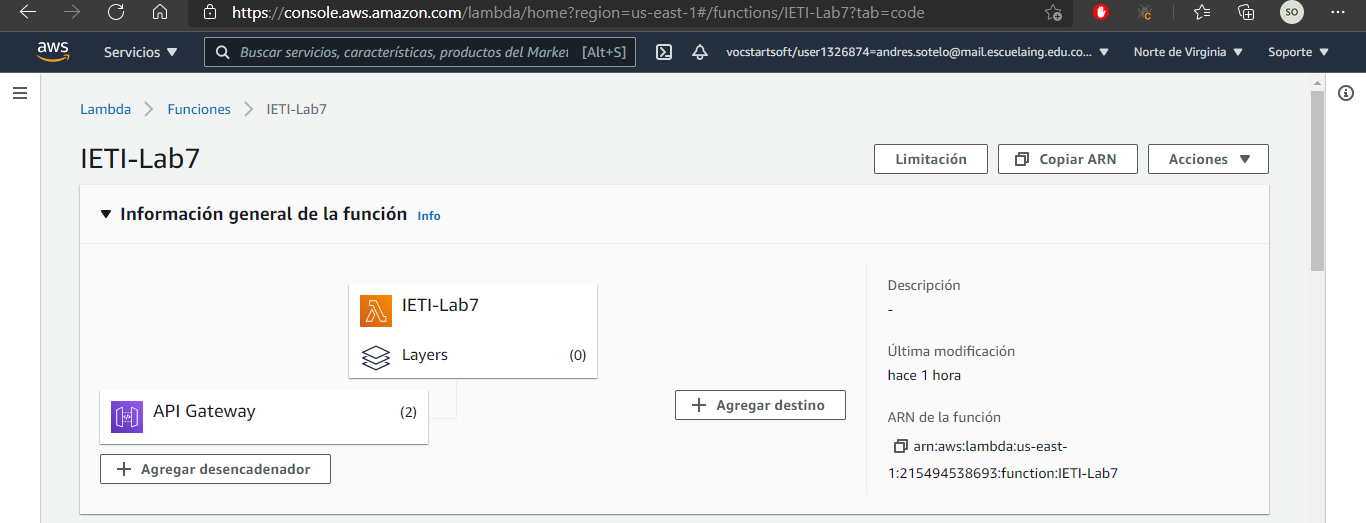 https://console.aws.amazon.com/lambda/home?region=us-east-1#/functions/IETI-Lab7?tab=code
SO
aws
Servicios
Buscar servicios, características, productos del Market
[Alt+S]
vocstartsoft/user1326874=andres.sotelo@mail.escuelaing.edu.co...
Norte de Virginia
Soporte
Lambda
Funciones
IETI-Lab7
IETI-Lab7
Limitación
Copiar ARN
Acciones
Información general de la función Info
IETI-Lab7
Layers (0)
API Gateway (2)
Agregar desencadenador
Agregar destino
Descripción
-
Última modificación
hace 1 hora
ARN de la función
arn:aws:lambda:us-east-
1:215494538693:function:IETI-Lab7